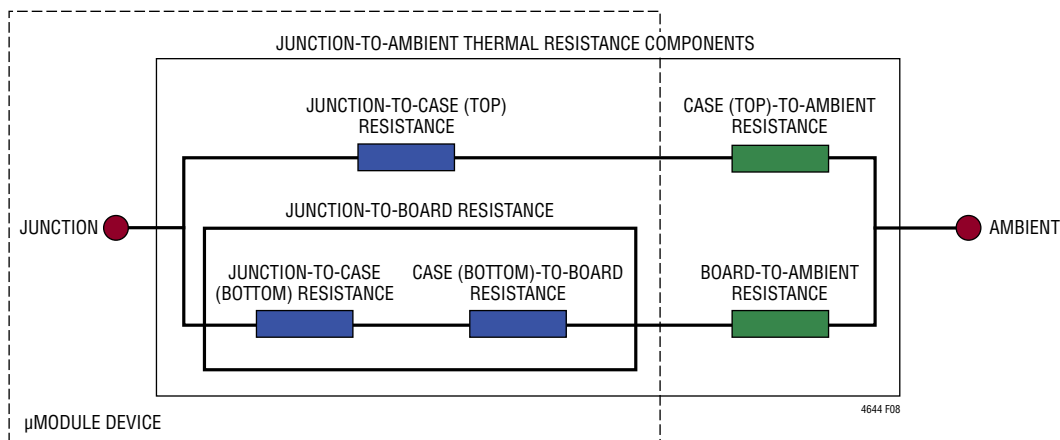 JUNCTION-TO-AMBIENT THERMAL RESISTANCE COMPONENTS
JUNCTION-TO-CASE (TOP)
RESISTANCE
CASE (TOP)-TO-AMBIENT
RESISTANCE
JUNCTION
JUNCTION-TO-BOARD RESISTANCE
AMBIENT
JUNCTION-TO-CASE
(BOTTOM) RESISTANCE
CASE (BOTTOM)-TO-BOARD
RESISTANCE
BOARD-TO-AMBIENT
RESISTANCE
4644 F08
µMODULE DEVICE